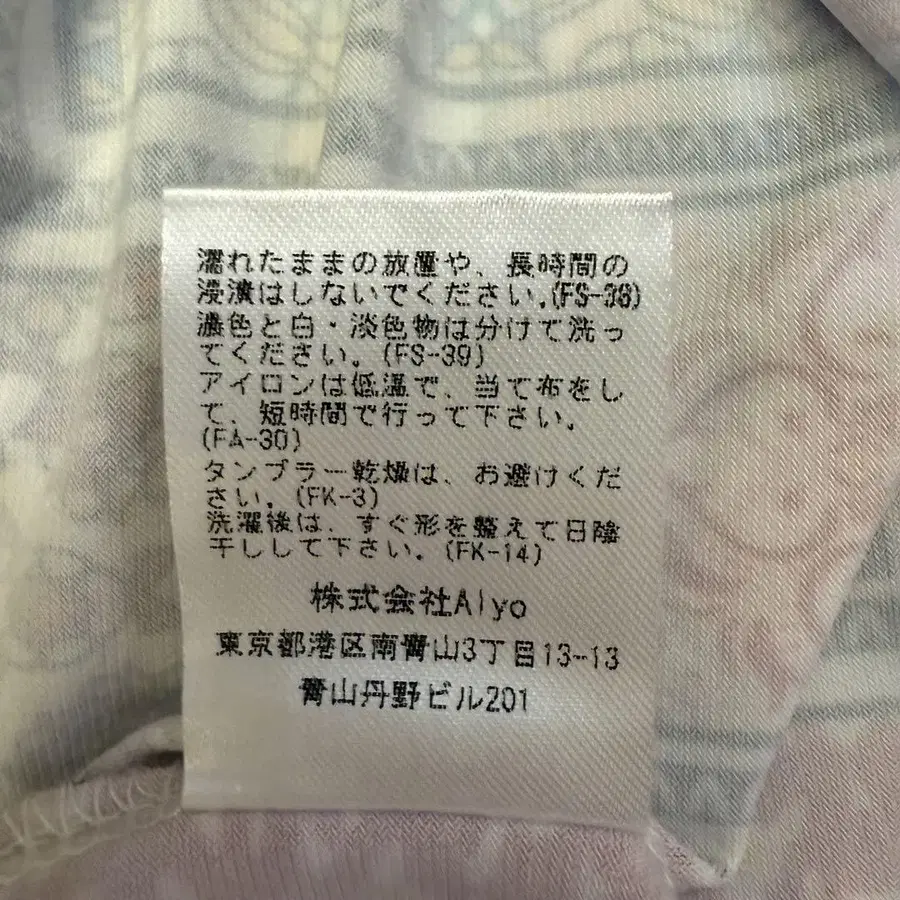 濡れたままの放置や、長時間の
浸漬はしないでください。(FS-38)
濃色と白・淡色物は分けて洗っ
てください。(FS-39)
アイロンは低温で、当て布をし
て、短時間で行って下さい。
(FA-30)
タンブラー乾燥は、お避けくだ
さい。(FK-3)
洗濯後は、すぐ形を整えて日陰
干しして下さい。(FK-14)
株式会社Alyo
東京都港区南青山3丁目13-13
青山丹野ビル201